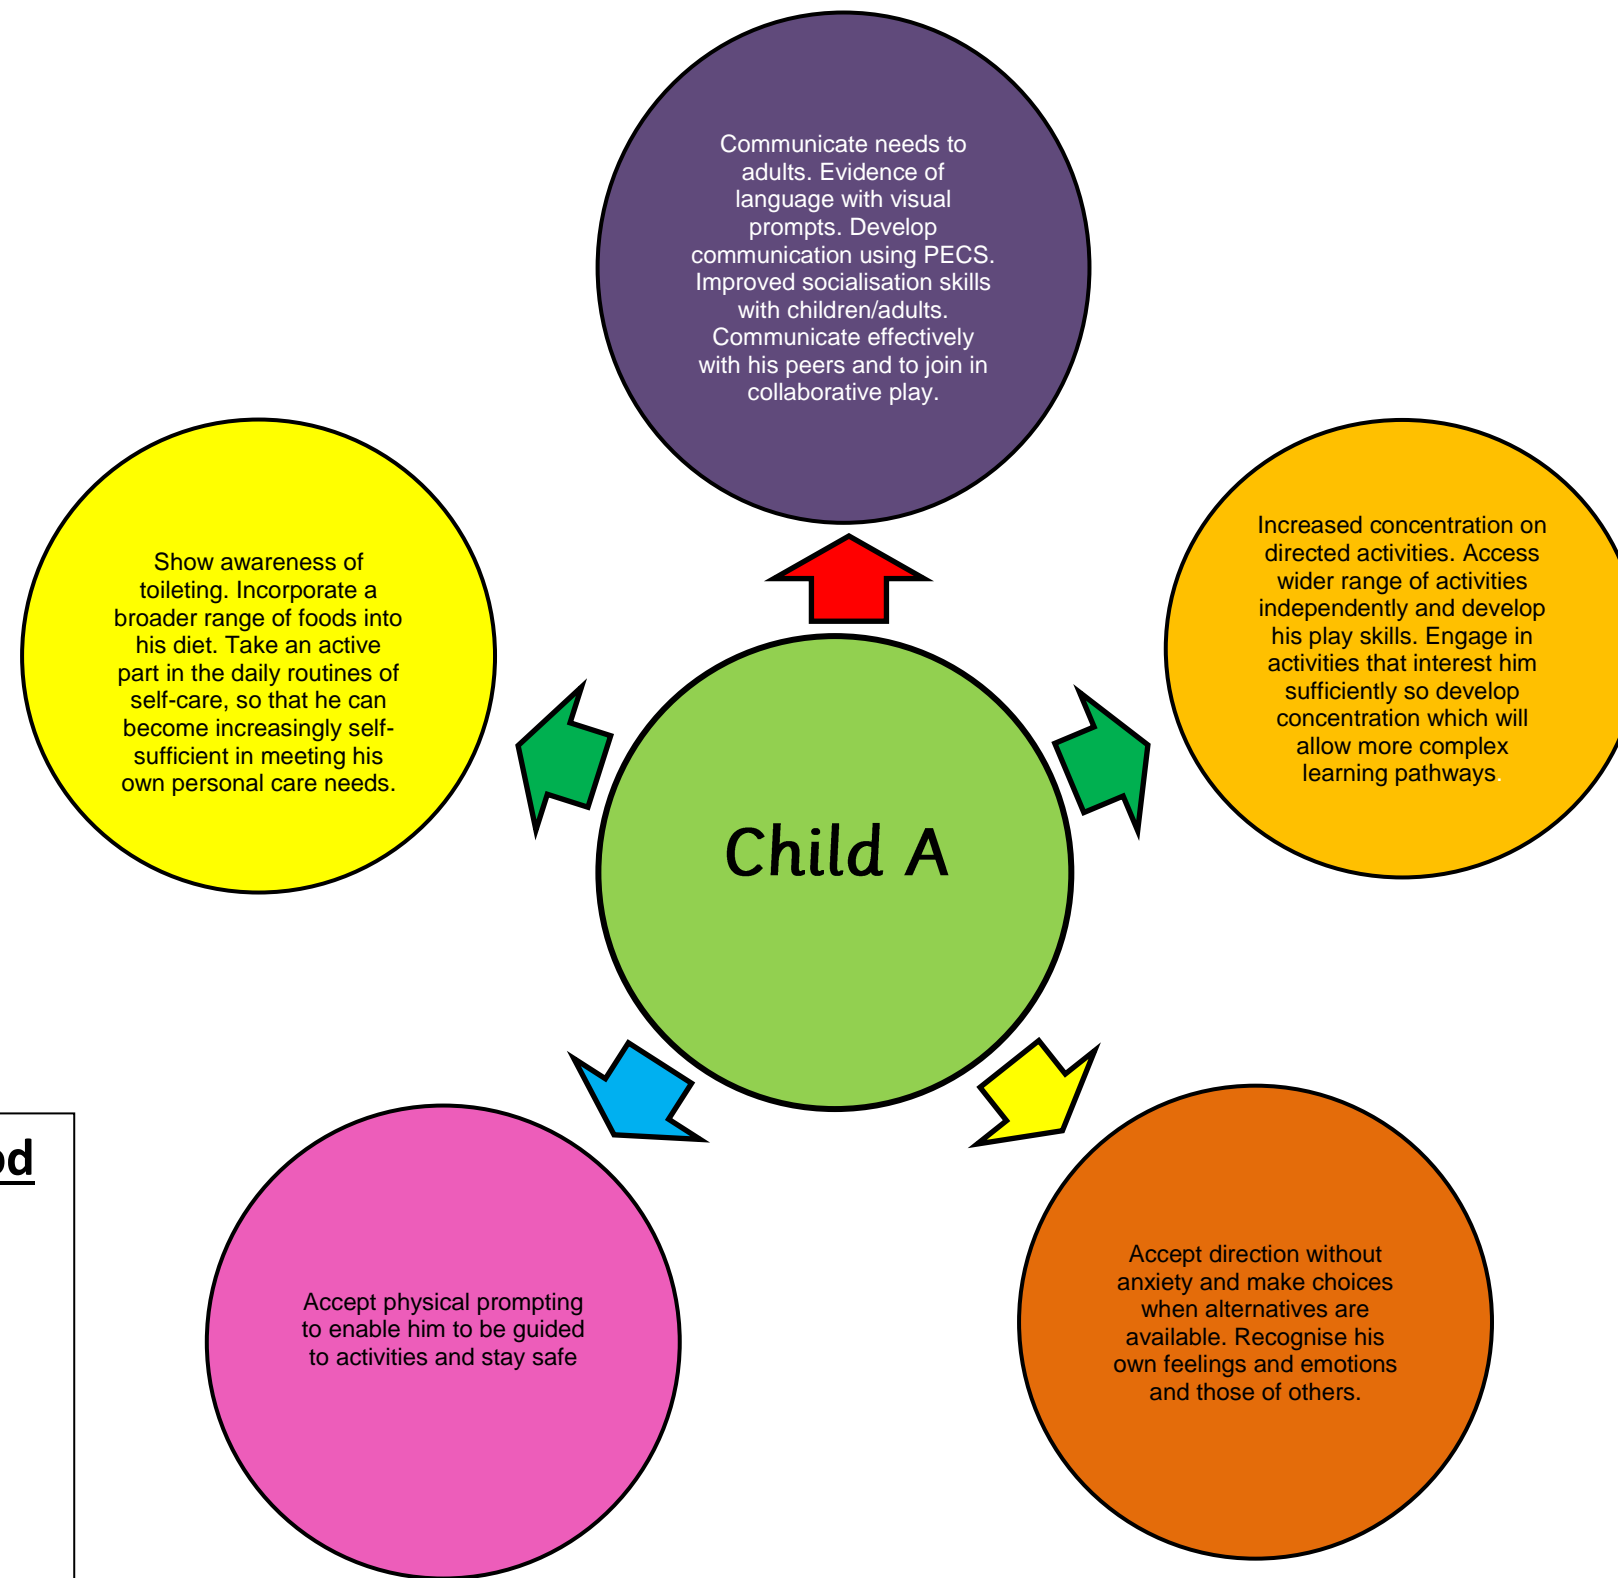 Communicate needs to
adults. Evidence of
language with visual
prompts. Develop
communication using PECS.
Improved socialisation skills
with children/adults.
Communicate effectively
with his peers and to join in
collaborative play.
Show awareness of
toileting. Incorporate a
broader range of foods into
his diet. Take an active
part in the daily routines of
self-care, so that he can
become increasingly self-
sufficient in meeting his
own personal care needs.
Increased concentration on
directed activities. Access
wider range of activities
independently and develop
his play skills. Engage in
activities that interest him
sufficiently so develop
concentration which will
allow more complex
learning pathways.
Child A
Accept physical prompting
to enable him to be guided
to activities and stay safe
Accept direction without
anxiety and make choices
when alternatives are
available. Recognise his
own feelings and emotions
and those of others.